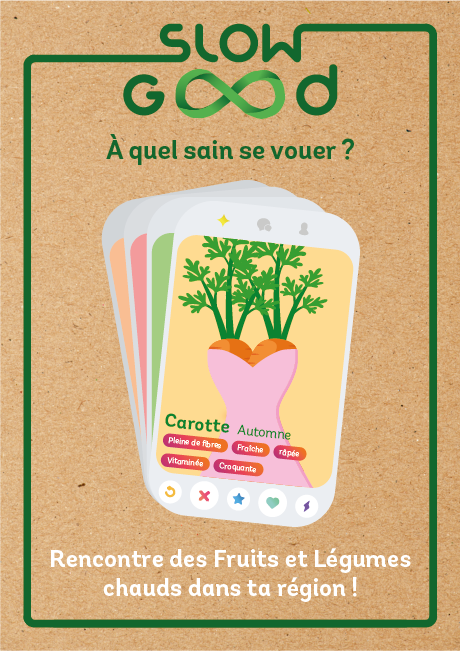 SLOW
GOOD
À quel sain se vouer ?
Carotte Automne
Pleine de fibres Fraîche râpée
Vitaminée Croquante
Rencontre des Fruits et Légumes
chauds dans ta région !